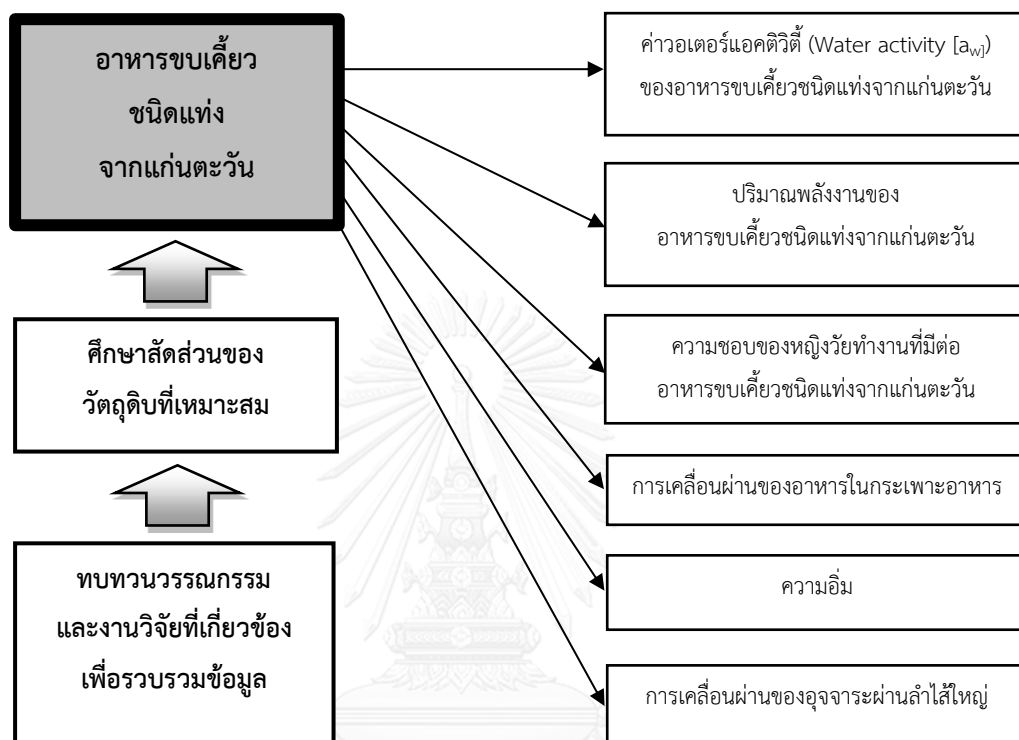 อาหารขบเคี้ยว
ชนิดแท่ง
จากแก่นตะวัน
ศึกษาสัดส่วนของ
วัตถุดิบที่เหมาะสม
ทบทวนวรรณกรรม
และงานวิจัยที่เกี่ยวข้อง
เพื่อรวบรวมข้อมูล
ค่าวอเตอร์แอคติวิตี้ (Water activity [aw])
ของอาหารขบเคี้ยวชนิดแท่งจากแก่นตะวัน
ปริมาณพลังงานของ
อาหารขบเคี้ยวชนิดแท่งจากแก่นตะวัน
ความชอบของหญิงวัยทำงานที่มีต่อ
อาหารขบเคี้ยวชนิดแท่งจากแก่นตะวัน
การเคลื่อนผ่านของอาหารในกระเพาะอาหาร
ความอิ่ม
การเคลื่อนผ่านของอุจจาระผ่านลำไส้ใหญ่